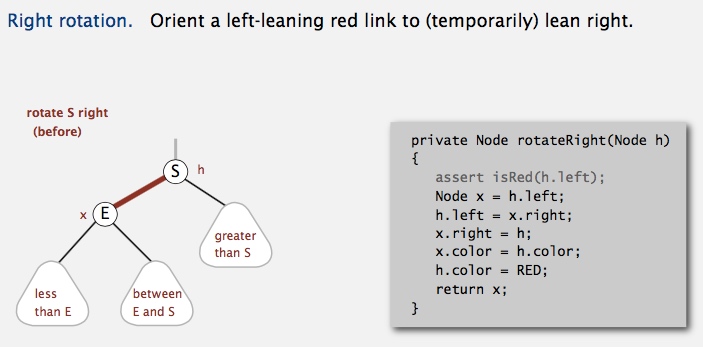 Right rotation. Orient a left-leaning red link to (temporarily) lean right.
rotate S right
(before)
S
h
x
E
greater
than S
less
than E
between
E and S
private Node rotateRight(Node h)
{
assert isRed(h.left);
Node x = h.left;
h.left = x.right;
x.right = h;
x.color = h.color;
h.color = RED;
return x;
}